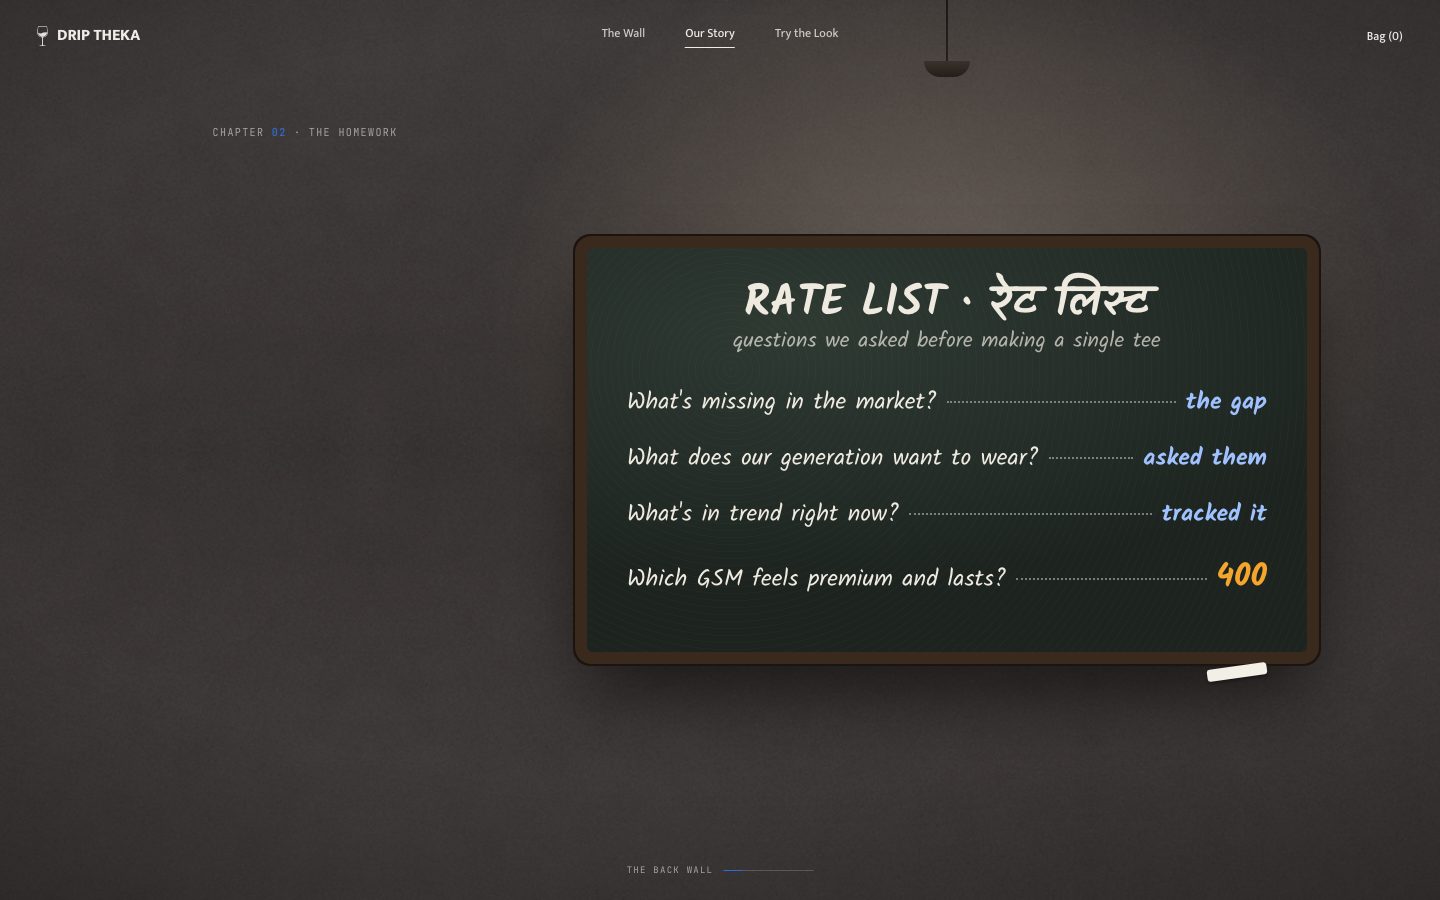 DRIP THEKA
The Wall
Our Story
Try the Look
Bag (0)
CHAPTER 02 · THE HOMEWORK
RATE LIST · रेट लिस्ट
questions we asked before making a single tee
What's missing in the market? the gap
What does our generation want to wear? asked them
What's in trend right now? tracked it
Which GSM feels premium and lasts? 400
THE BACK WALL